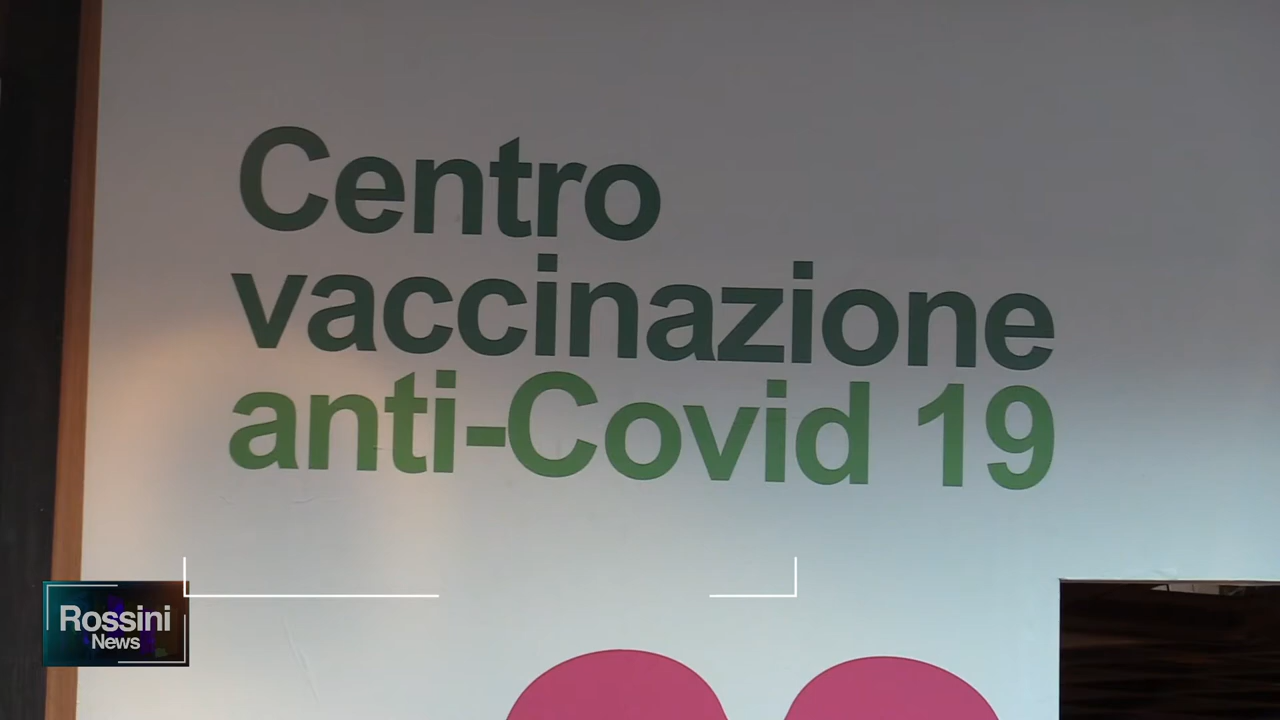 Centro
vaccinazione
anti-Covid 19
Rossini
News